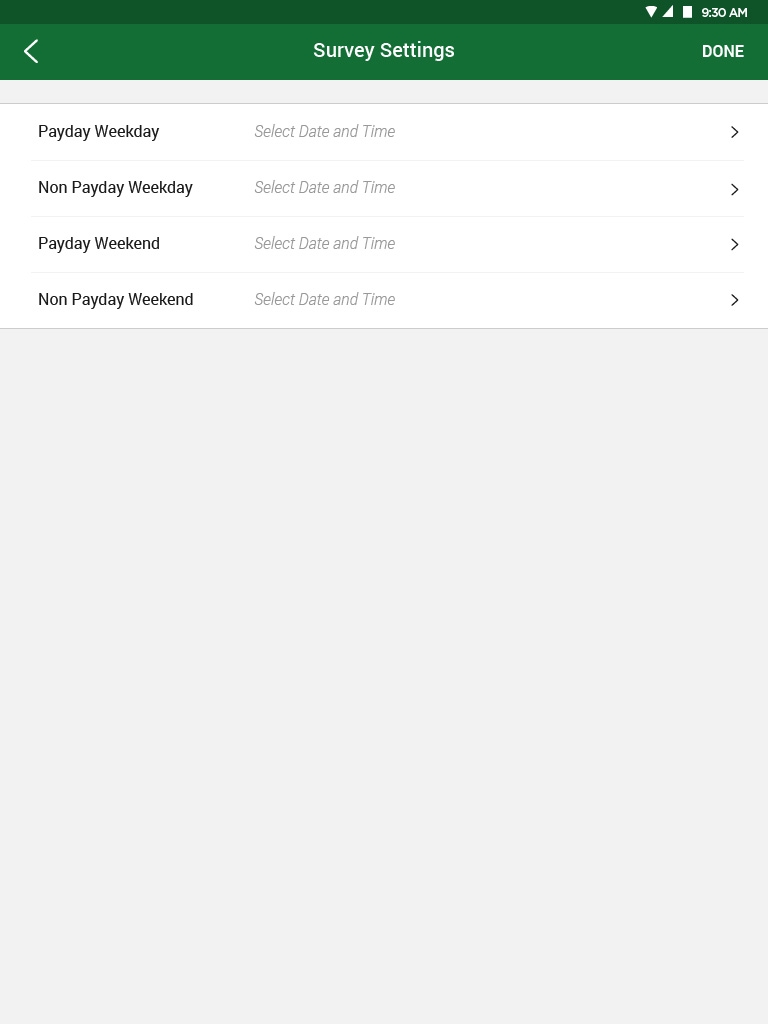 9:30 AM
Survey Settings
DONE
Payday Weekday Select Date and Time
Non Payday Weekday Select Date and Time
Payday Weekend Select Date and Time
Non Payday Weekend Select Date and Time